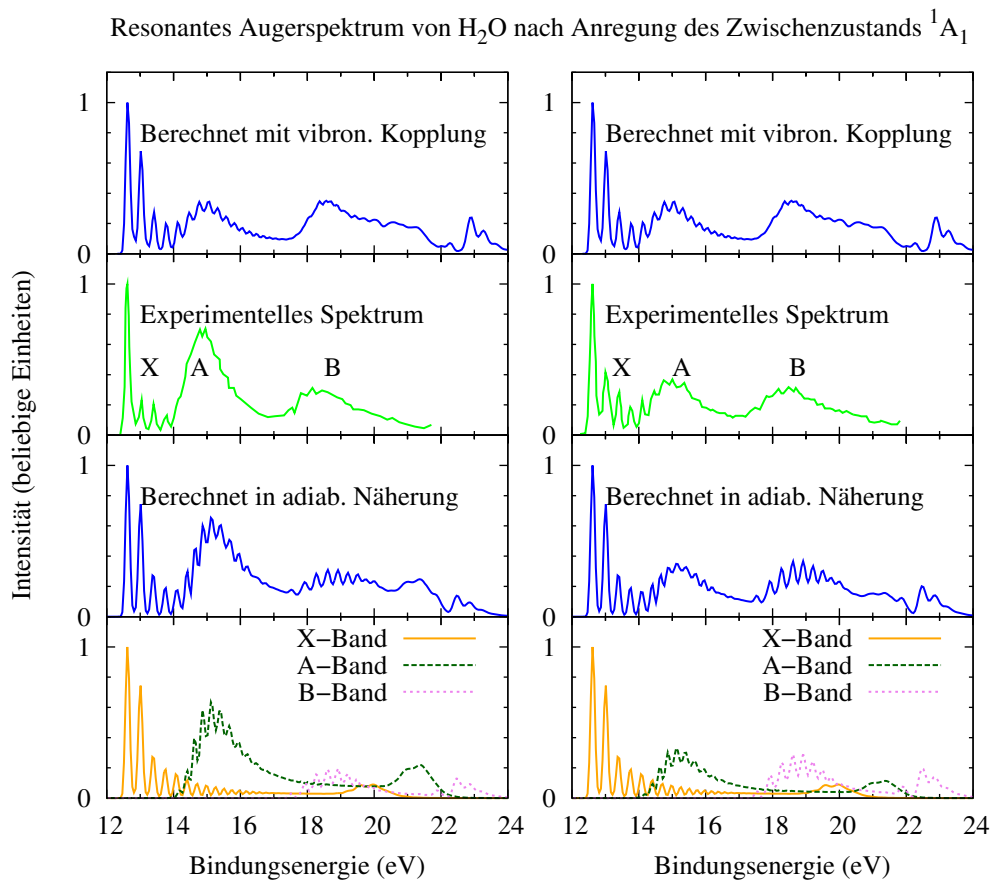 Resonantes Augerspektrum von H₂O nach Anregung des Zwischenzustands ¹A₁
Intensität (beliebige Einheiten)
1
Berechnet mit vibron. Kopplung
0
1
Experimentelles Spektrum
X A B
0
1
Berechnet in adiab. Näherung
0
1
X−Band
A−Band
B−Band
0
12 14 16 18 20 22 24
Bindungsenergie (eV)
1
Berechnet mit vibron. Kopplung
0
1
Experimentelles Spektrum
X A B
0
1
Berechnet in adiab. Näherung
0
1
X−Band
A−Band
B−Band
0
12 14 16 18 20 22 24
Bindungsenergie (eV)